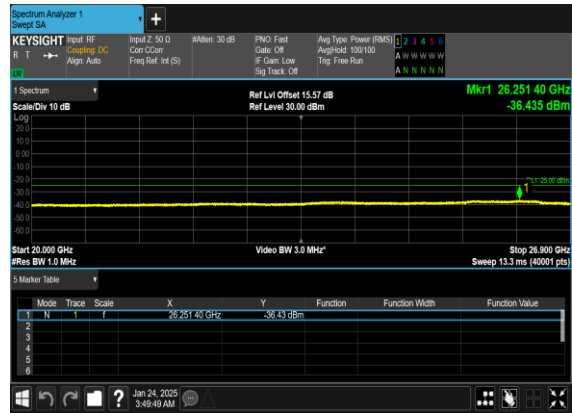 Spectrum Analyzer 1
Swept SA
KEYSIGHT Input: RF Input Z: 50 Ω #Atten: 30 dB PNO: Fast Avg Type: Power (RMS) 1 2 3 4 5 6
R T Coupling: DC Corr CCorr Gate: Off Avg|Hold: 100/100 A W W W W W
Align: Auto Freq Ref: Int (S) IF Gain: Low Trig: Free Run
LW Sig Track: Off A N N N N N
1 Spectrum Ref Lvl Offset 15.57 dB Mkr1 26.251 40 GHz
Scale/Div 10 dB Ref Level 30.00 dBm -36.435 dBm
Log
20.0
10.0
0.00
-10.0
-20.0 DL1 -25.00 dBm
-30.0 1
-40.0
-50.0
-60.0
Start 20.000 GHz Video BW 3.0 MHz* Stop 26.900 GHz
#Res BW 1.0 MHz Sweep 13.3 ms (40001 pts)
5 Marker Table
Mode Trace Scale X Y Function Function Width Function Value
1 N 1 f 26.251 40 GHz -36.43 dBm
2
3
4
5
6
? Jan 24, 2025
3:49:49 AM